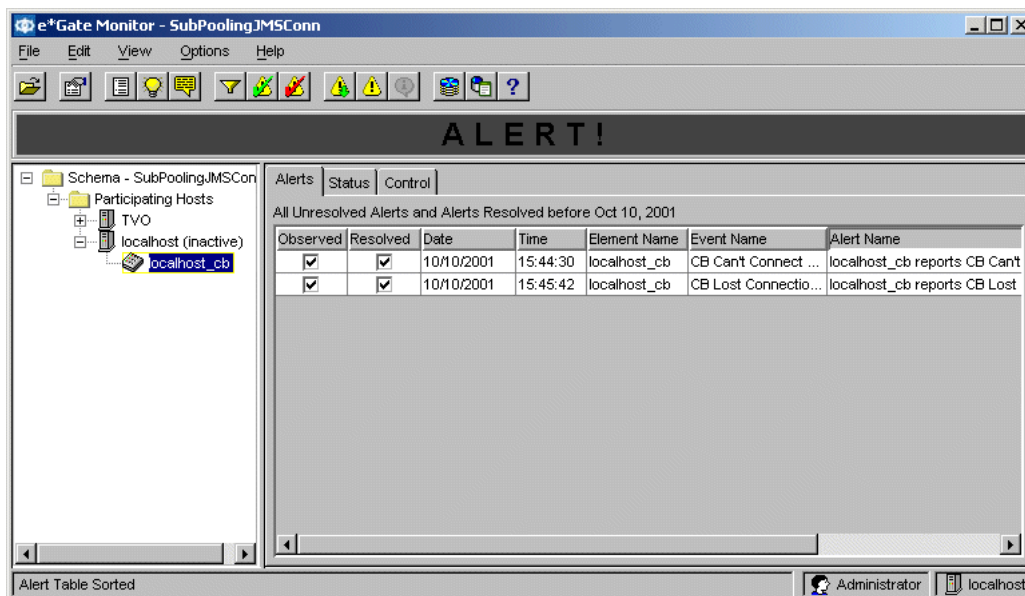 e*Gate Monitor - SubPoolingJMSConn
File Edit View Options Help
ALERT!
Schema - SubPoolingJMSCon
Participating Hosts
TVO
localhost (inactive)
localhost_cb
Alerts Status Control
All Unresolved Alerts and Alerts Resolved before Oct 10, 2001
Observed Resolved Date Time Element Name Event Name Alert Name
10/10/2001 15:44:30 localhost_cb CB Can't Connect ... localhost_cb reports CB Can't
10/10/2001 15:45:42 localhost_cb CB Lost Connectio... localhost_cb reports CB Lost
Alert Table Sorted Administrator localhost